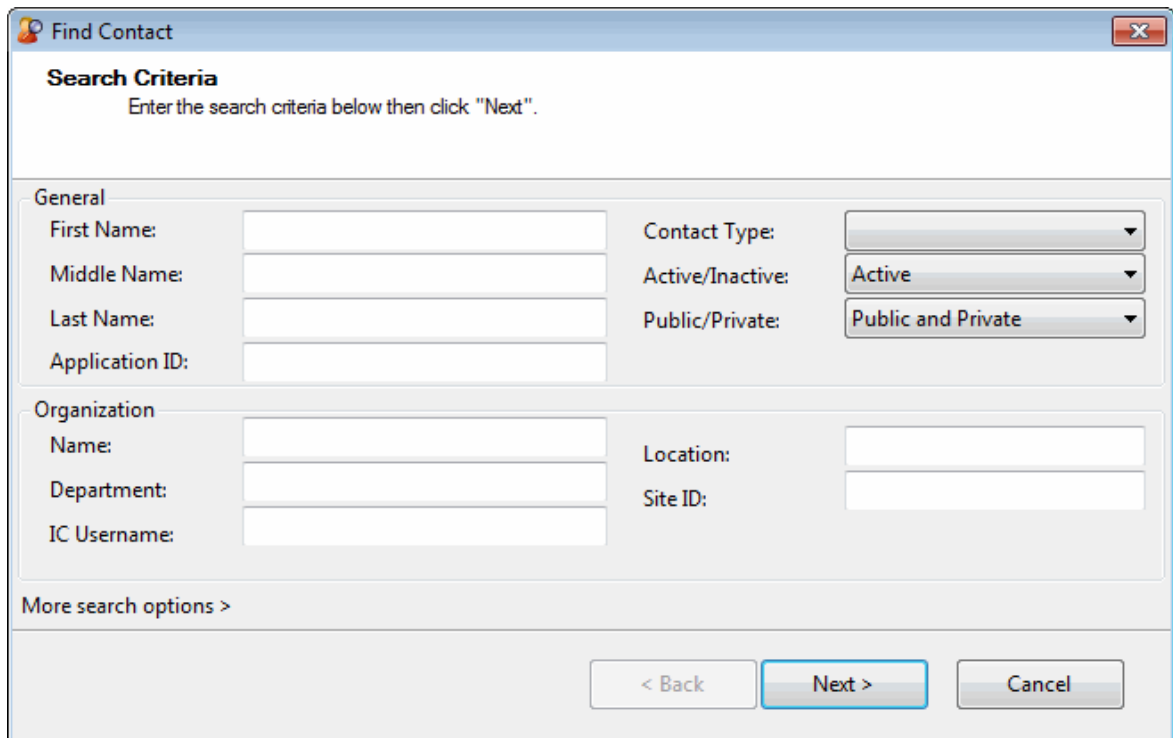 Find Contact
Search Criteria
Enter the search criteria below then click "Next".
General
First Name:
Contact Type:
Middle Name:
Active/Inactive: Active
Last Name:
Public/Private: Public and Private
Application ID:
Organization
Name:
Location:
Department:
Site ID:
IC Username:
More search options >
< Back Next > Cancel